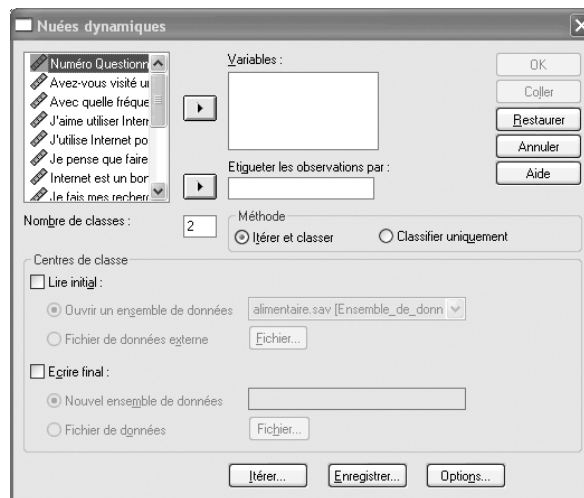 Nuées dynamiques
Numéro Questionn
Avez-vous visité u
Avec quelle fréque
J'aime utiliser Inter
J'utilise Internet po
Je pense que faire
Internet est un bor
Je fais mes recher
Variables :
Etiqueter les observations par :
OK
Coller
Restaurer
Annuler
Aide
Nombre de classes :
2
Méthode
Itérer et classer
Classifier uniquement
Centres de classe
Lire initial :
Ouvrir un ensemble de données
alimentaire.sav [Ensemble_de_donn
Fichier de données externe
Fichier...
Ecrire final :
Nouvel ensemble de données
Fichier de données
Fichier...
Itérer...
Enregistrer...
Options...